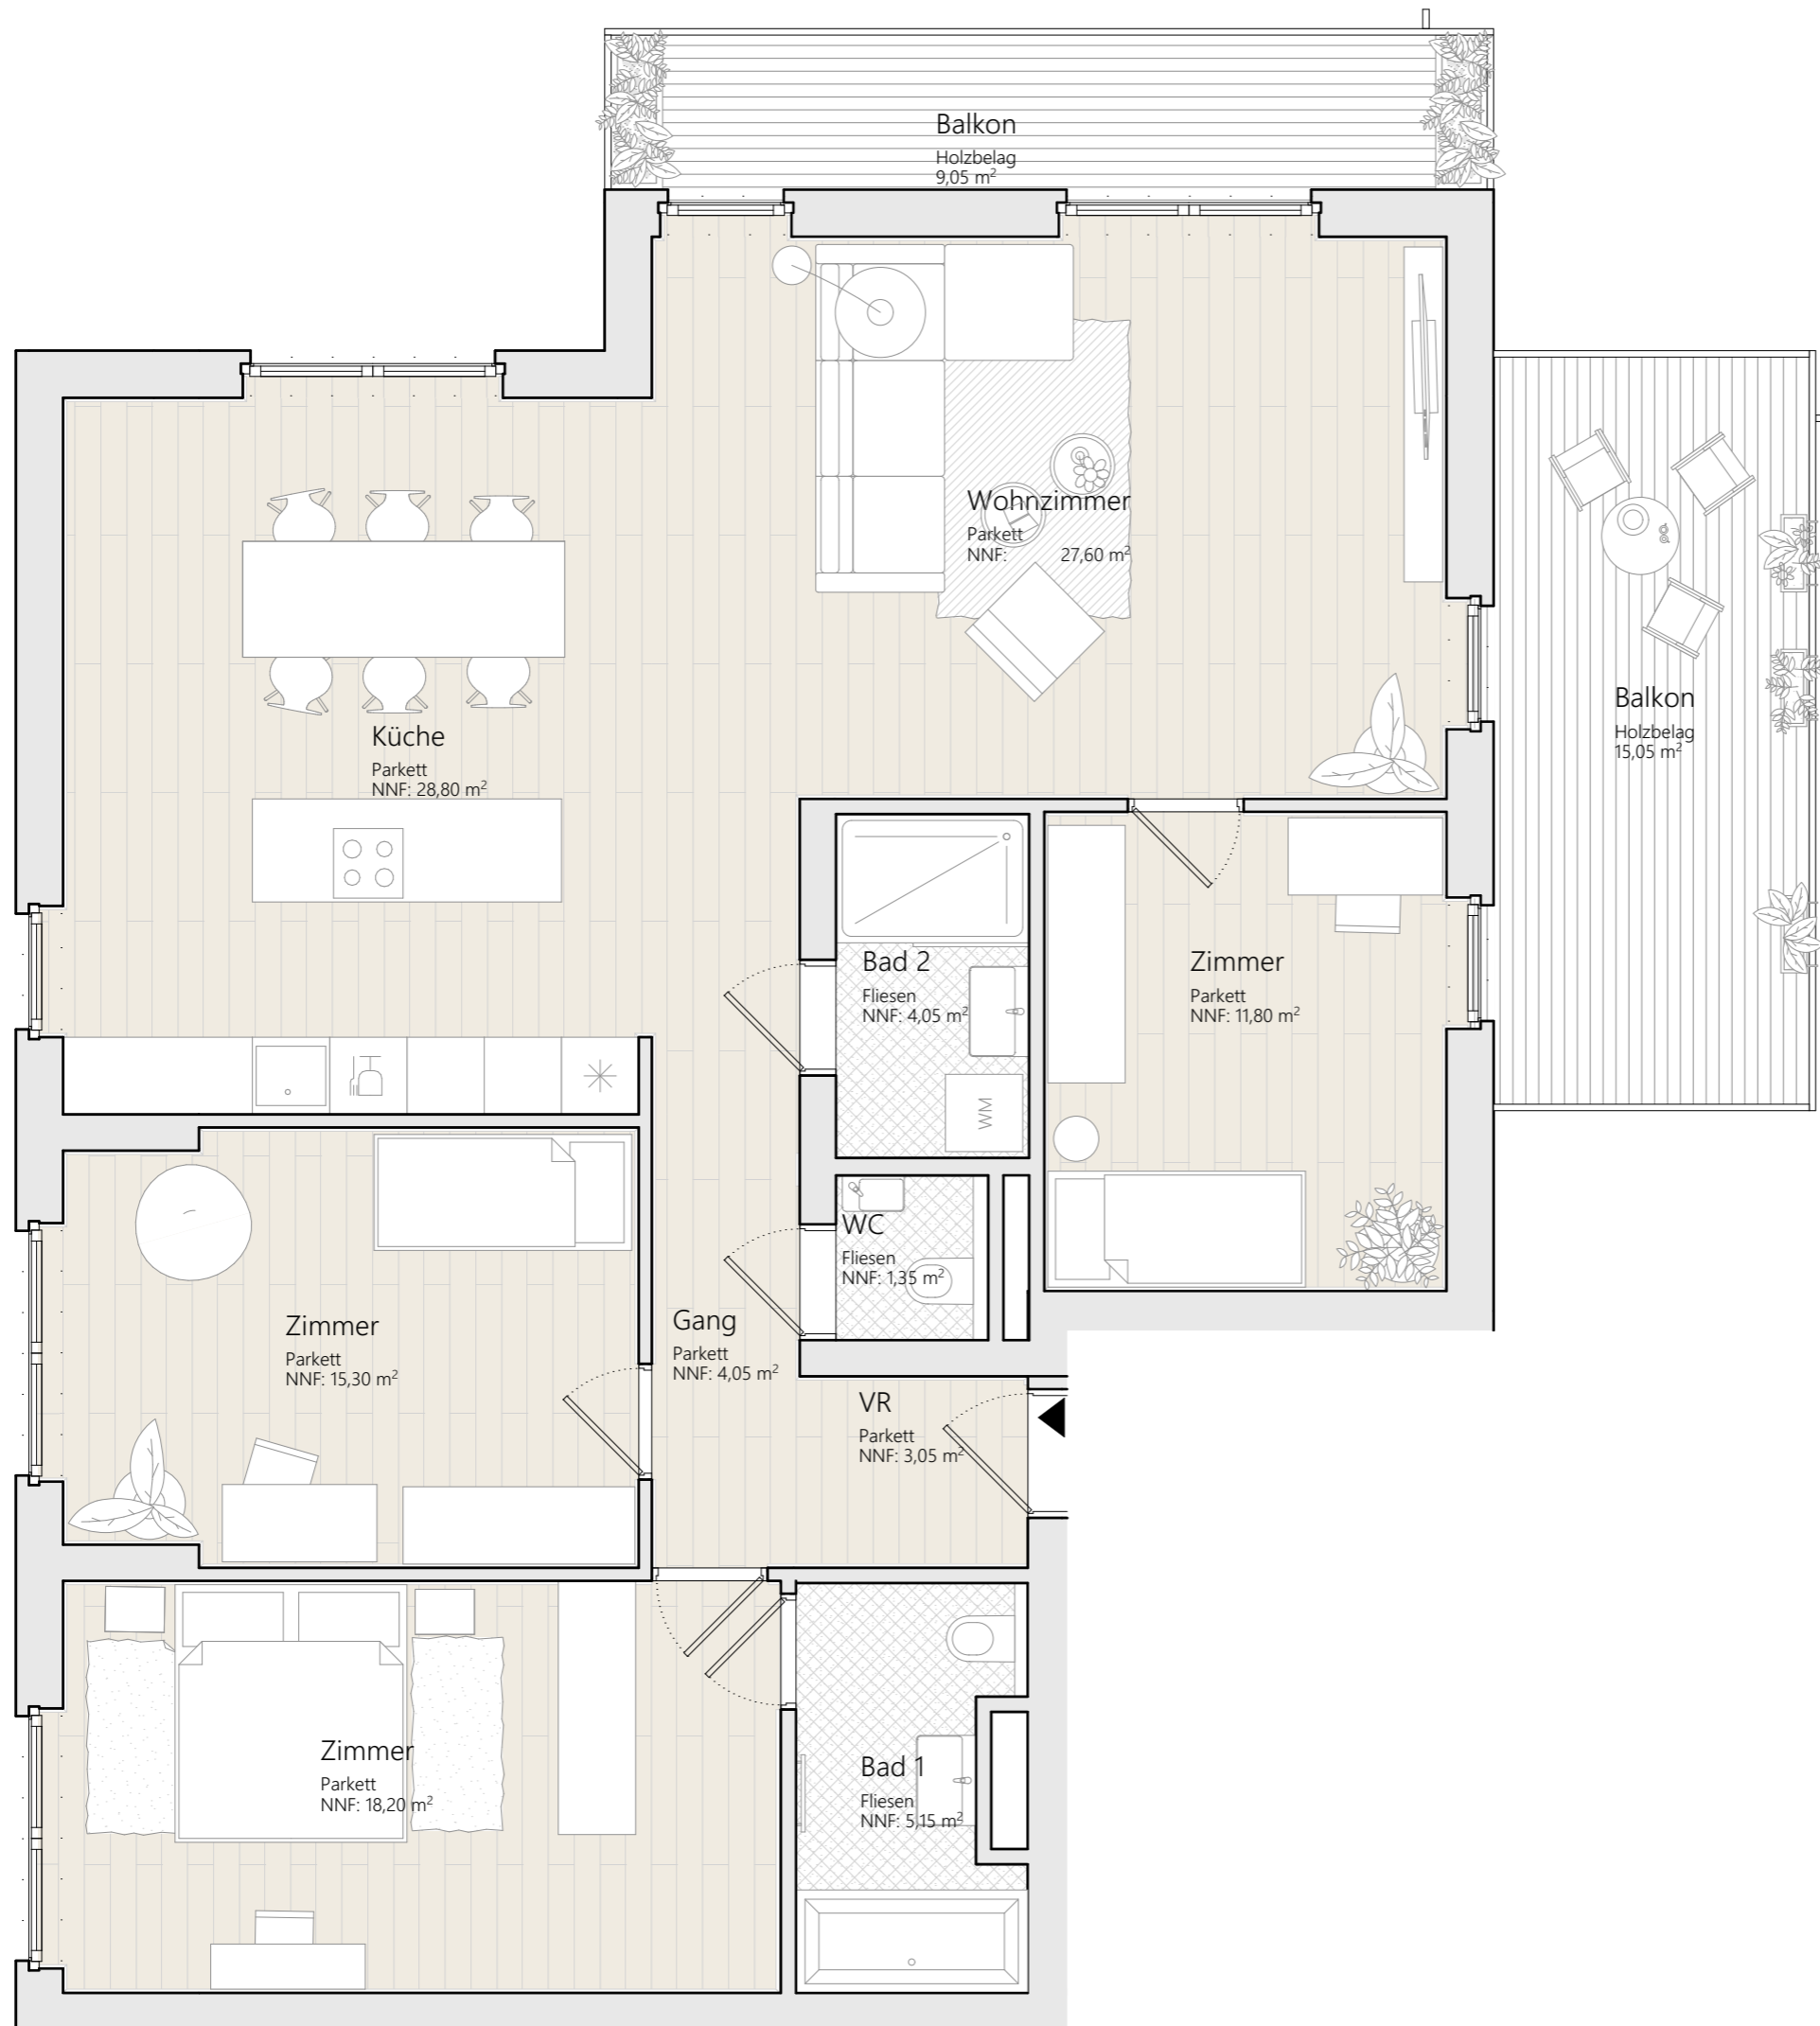 Balkon
Holzbelag
9,05 m²
Wohnzimmer
Parkett
NNF: 27,60 m²
Balkon
Holzbelag
15,05 m²
Küche
Parkett
NNF: 28,80 m²
Bad 2
Fliesen
NNF: 4,05 m²
Zimmer
Parkett
NNF: 11,80 m²
WM
WC
Fliesen
NNF: 1,35 m²
Zimmer
Parkett
NNF: 15,30 m²
Gang
Parkett
NNF: 4,05 m²
VR
Parkett
NNF: 3,05 m²
Zimmer
Parkett
NNF: 18,20 m²
Bad 1
Fliesen
NNF: 5,15 m²